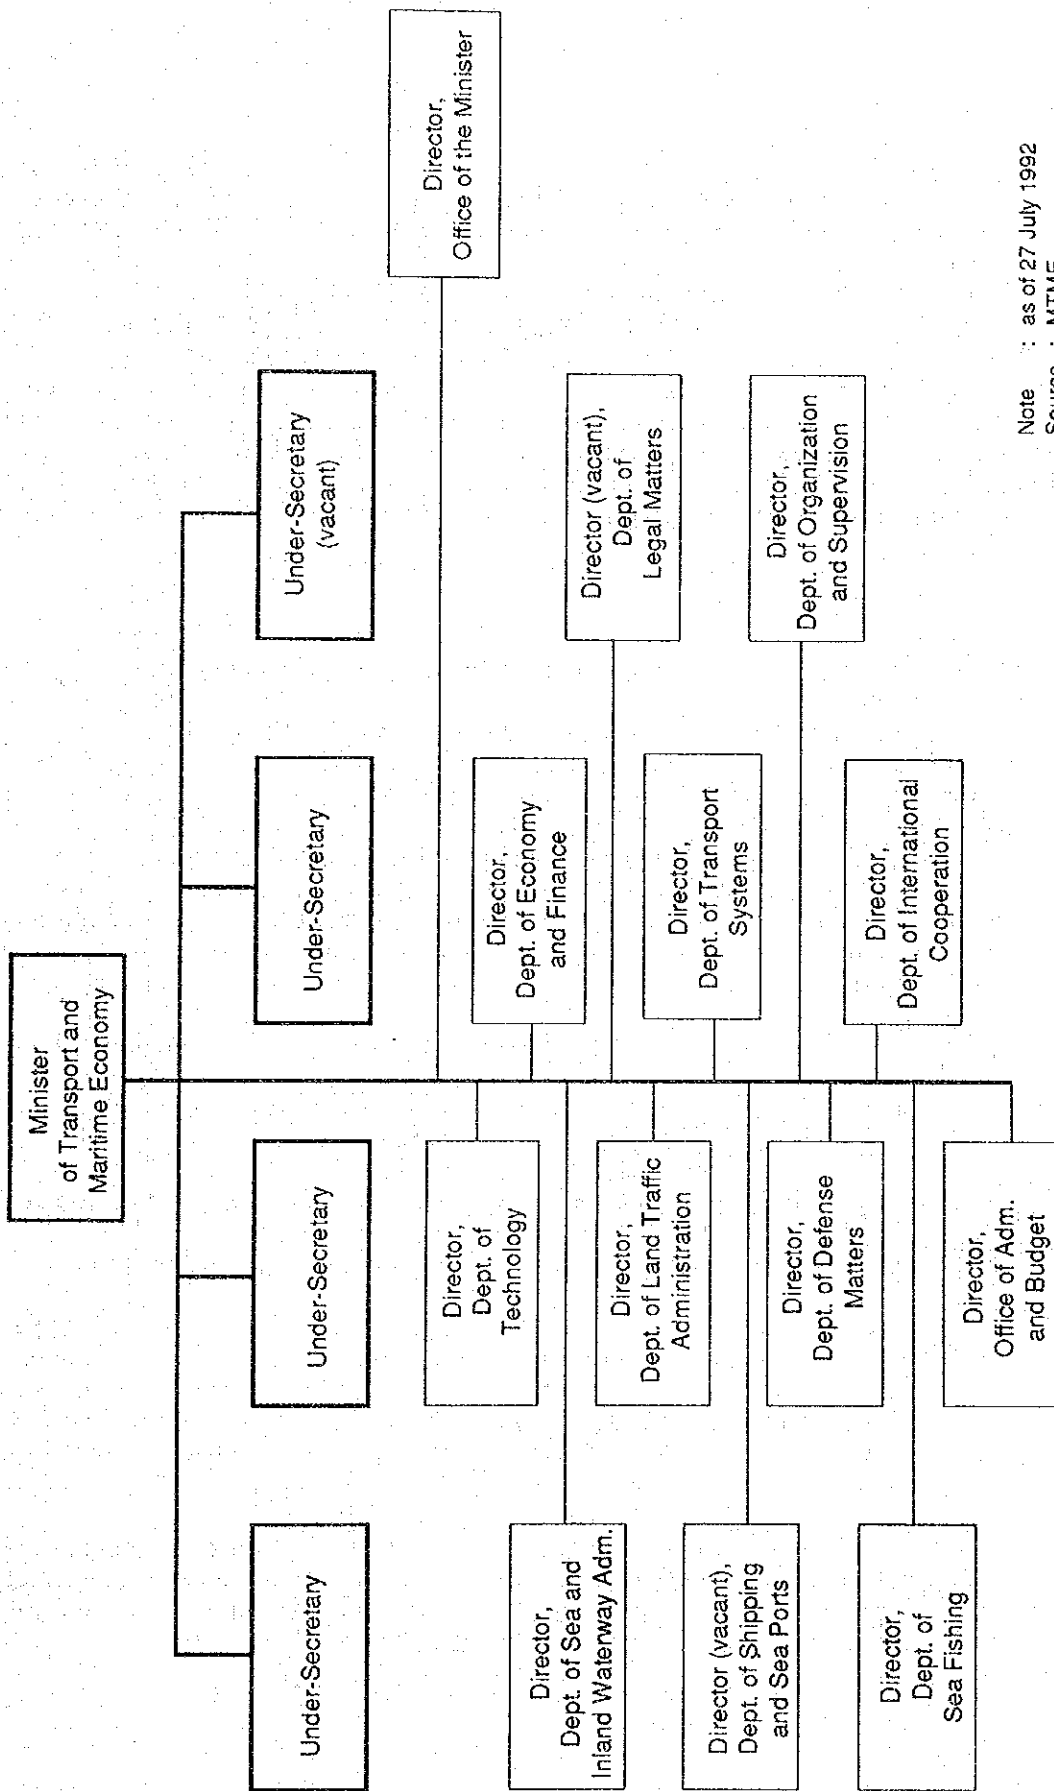 Minister
of Transport and
Maritime Economy
Under-Secretary
Under-Secretary
Under-Secretary
Under-Secretary
(vacant)
Director,
Office of the Minister
Director,
Dept. of
Technology
Director,
Dept. of Economy
and Finance
Director,
Dept. of Sea and
Inland Waterway Adm.
Director (vacant),
Dept. of
Legal Matters
Director,
Dept. of Land Traffic
Administration
Director,
Dept. of Transport
Systems
Director (vacant),
Dept. of Shipping
and Sea Ports
Director,
Dept. of Organization
and Supervision
Director,
Dept. of Defense
Matters
Director,
Dept. of International
Cooperation
Director,
Dept. of
Sea Fishing
Director,
Office of Adm.
and Budget
Note : as of 27 July 1992
Source : MTME